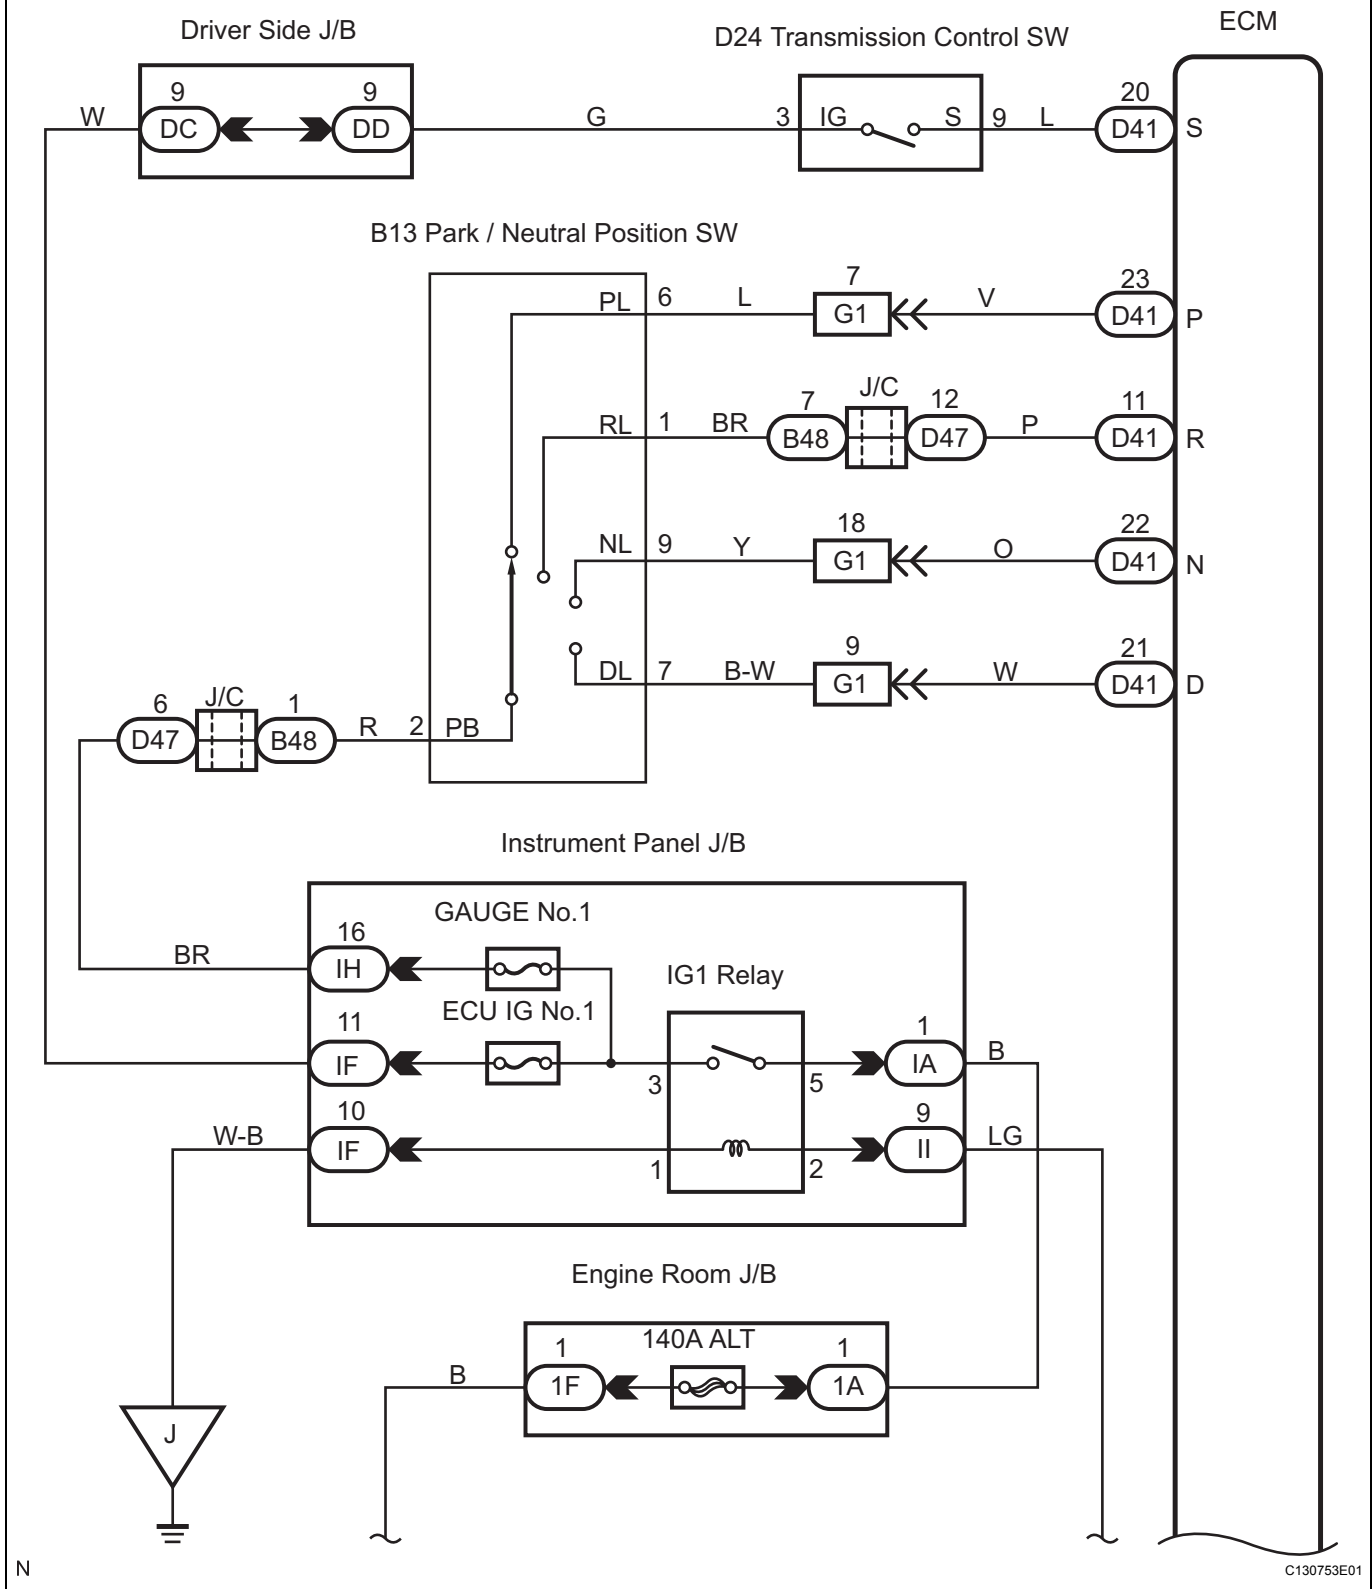 Driver Side J/B
D24 Transmission Control SW
ECM
W
9
DC
9
DD
G
3
IG
S
9
L
20
D41
S
B13 Park / Neutral Position SW
PL
6
L
7
G1
V
23
D41
P
RL
1
BR
7
B48
J/C
12
D47
P
11
D41
R
NL
9
Y
18
G1
O
22
D41
N
DL
7
B-W
9
G1
W
21
D41
D
6
D47
J/C
1
B48
R
2
PB
Instrument Panel J/B
GAUGE No.1
BR
16
IH
IG1 Relay
ECU IG No.1
11
IF
3
5
1
IA
B
W-B
10
IF
1
2
9
II
LG
Engine Room J/B
140A ALT
B
1
1F
1
1A
J
N
C130753E01